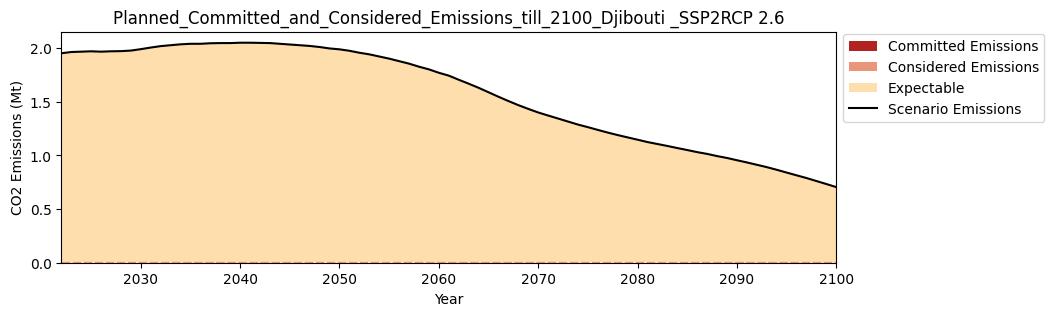 Planned_Committed_and_Considered_Emissions_till_2100_Djibouti _SSP2RCP 2.6
CO2 Emissions (Mt)
2.0
1.5
1.0
0.5
0.0
2030 2040 2050 2060 2070 2080 2090 2100
Year
Committed Emissions
Considered Emissions
Expectable
Scenario Emissions